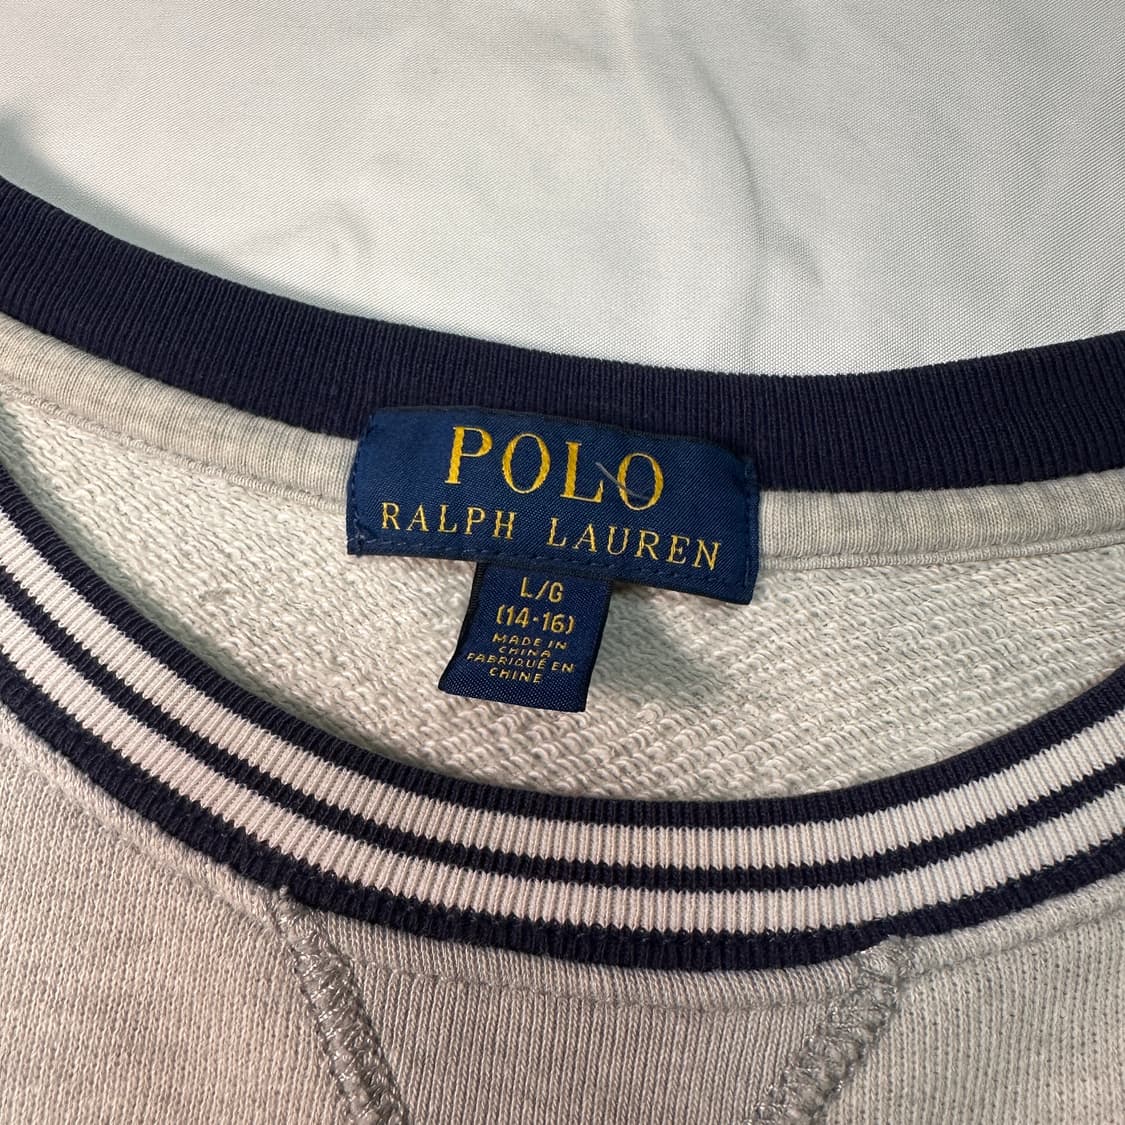 POLO
RALPH LAUREN
L/G
(14-16)
MADE IN
CHINA
FABRIQUÉ EN
CHINE